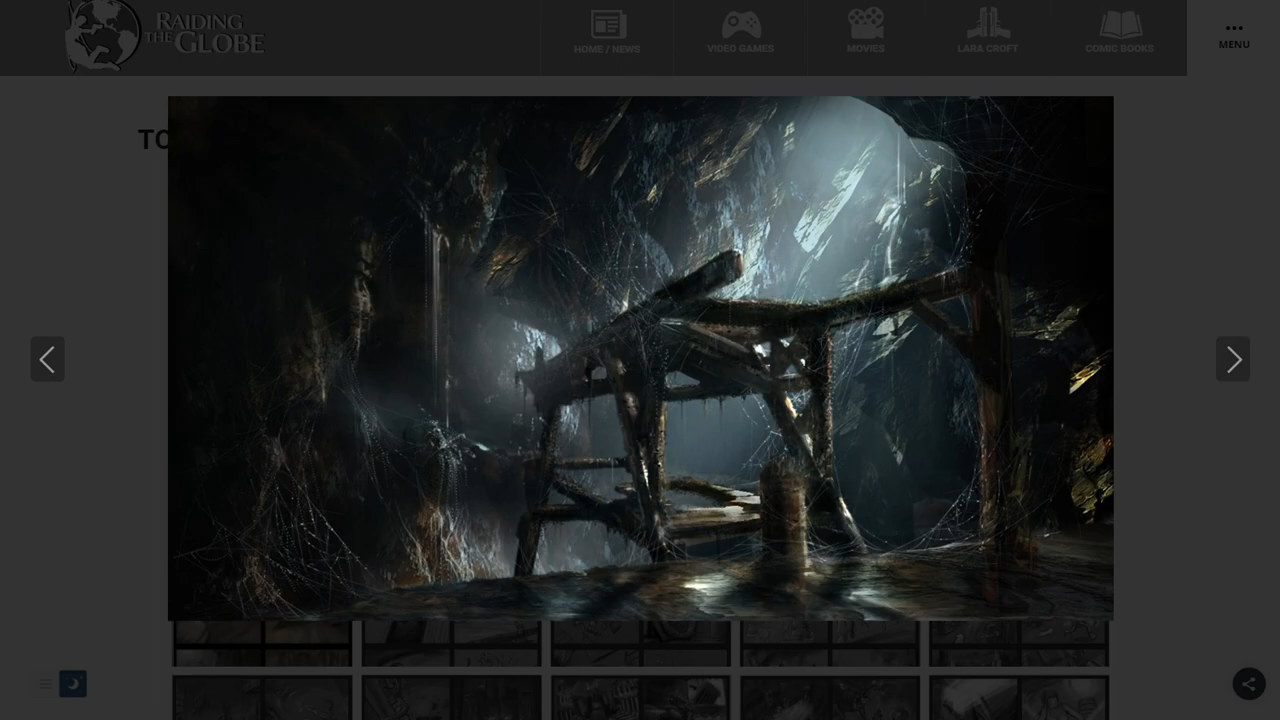 RAIDING
THE GLOBE
HOME / NEWS
VIDEO GAMES
MOVIES
LARA CROFT
COMIC BOOKS
MENU
TO